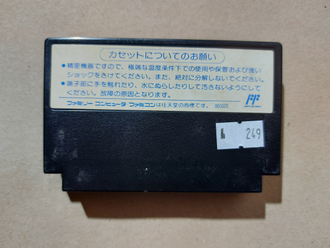 カセットについてのお願い
●精密機器ですので、極端な温度条件下での使用や保管および強い
ショックをさけてください。また、絶対に分解しないでください。
●端子部に手を触れたり、水にぬらしたりして汚さないようにして
ください。故障の原因となります。
ファミリーコンピュータ ファミコンは任天堂の商標です。
FF
249